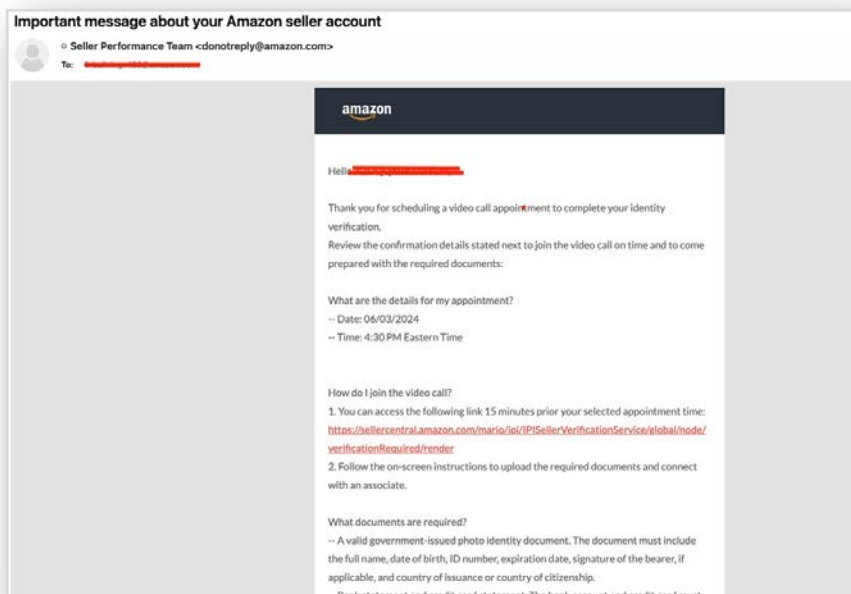 Important message about your Amazon seller account
Seller Performance Team <donotreply@amazon.com>
To:
amazon
Hello
Thank you for scheduling a video call appointment to complete your identity
verification.
Review the confirmation details stated next to join the video call on time and to come
prepared with the required documents:
What are the details for my appointment?
-- Date: 06/03/2024
-- Time: 4:30 PM Eastern Time
How do I join the video call?
1. You can access the following link 15 minutes prior your selected appointment time:
https://sellercentral.amazon.com/mario/ipi/IPISellerVerificationService/global/node/
verificationRequired/render
2. Follow the on-screen instructions to upload the required documents and connect
with an associate.
What documents are required?
-- A valid government-issued photo identity document. The document must include
the full name, date of birth, ID number, expiration date, signature of the bearer, if
applicable, and country of issuance or country of citizenship.